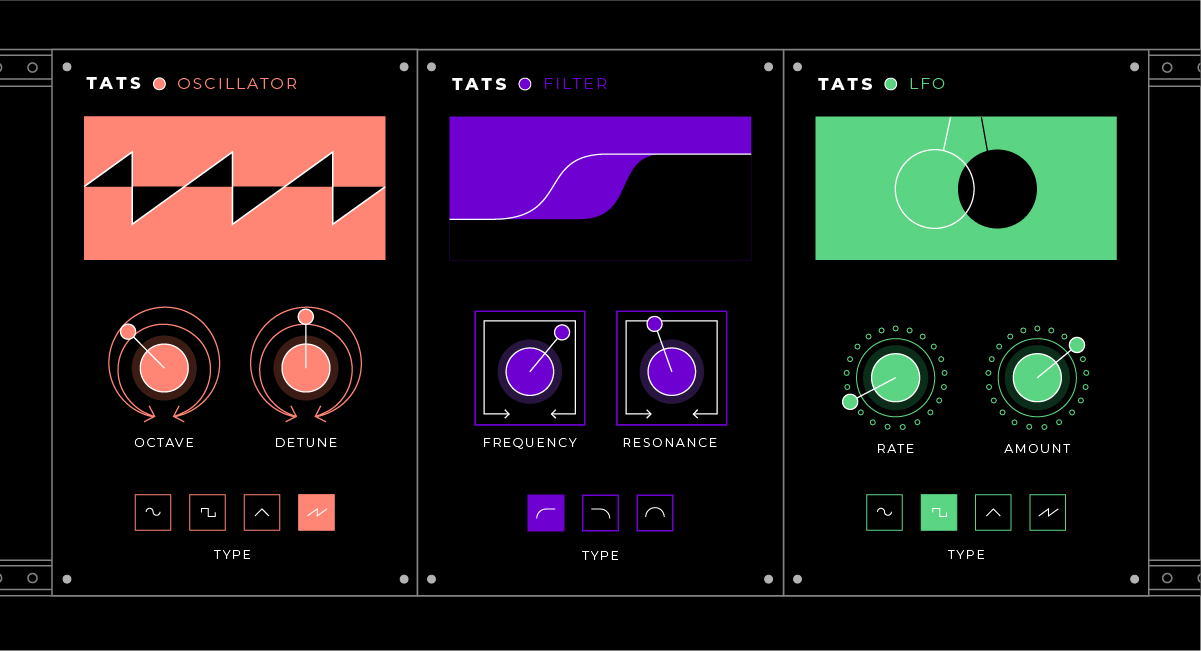 TATS OSCILLATOR
OCTAVE DETUNE
TYPE
TATS FILTER
FREQUENCY RESONANCE
TYPE
TATS LFO
RATE AMOUNT
TYPE